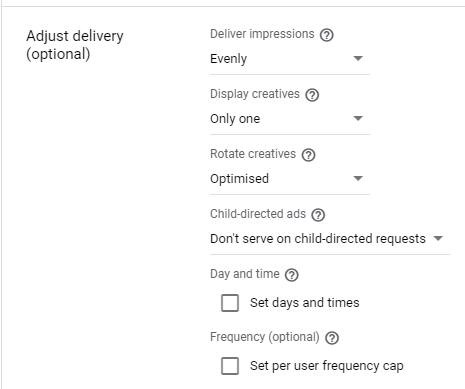 Adjust delivery
(optional)
Deliver impressions
Evenly
Display creatives
Only one
Rotate creatives
Optimised
Child-directed ads
Don't serve on child-directed requests
Day and time
Set days and times
Frequency (optional)
Set per user frequency cap